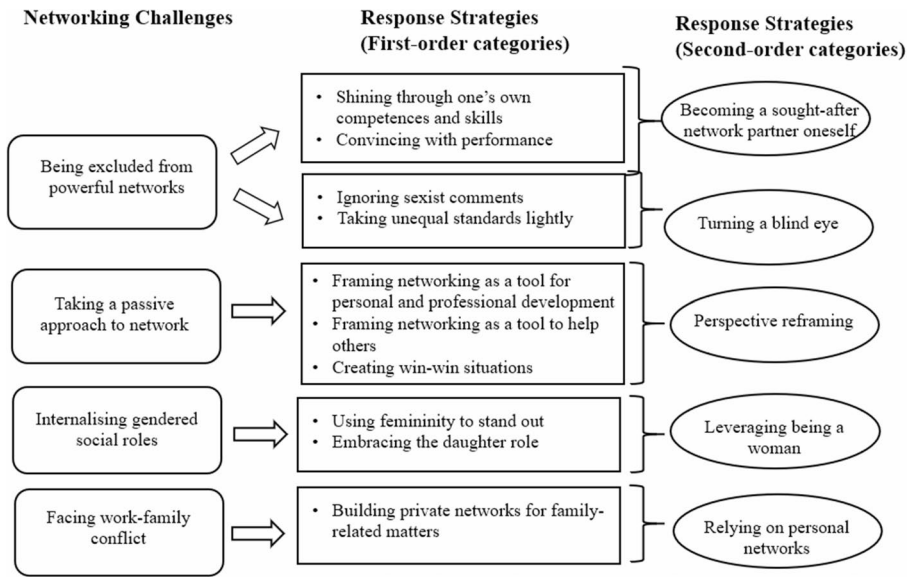 Networking Challenges
Response Strategies
(First-order categories)
Response Strategies
(Second-order categories)
Being excluded from
powerful networks
• Shining through one's own
competences and skills
• Convincing with performance
Becoming a sought-after
network partner oneself
• Ignoring sexist comments
• Taking unequal standards lightly
Turning a blind eye
Taking a passive
approach to network
• Framing networking as a tool for
personal and professional development
• Framing networking as a tool to help
others
• Creating win-win situations
Perspective reframing
Internalising gendered
social roles
• Using femininity to stand out
• Embracing the daughter role
Leveraging being a
woman
Facing work-family
conflict
• Building private networks for family-
related matters
Relying on personal
networks